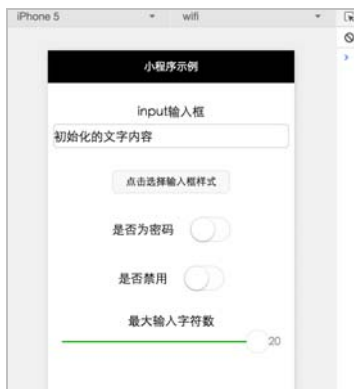 iPhone 5 wifi
小程序示例
input输入框
初始化的文字内容
点击选择输入框样式
是否为密码
是否禁用
最大输入字符数
20